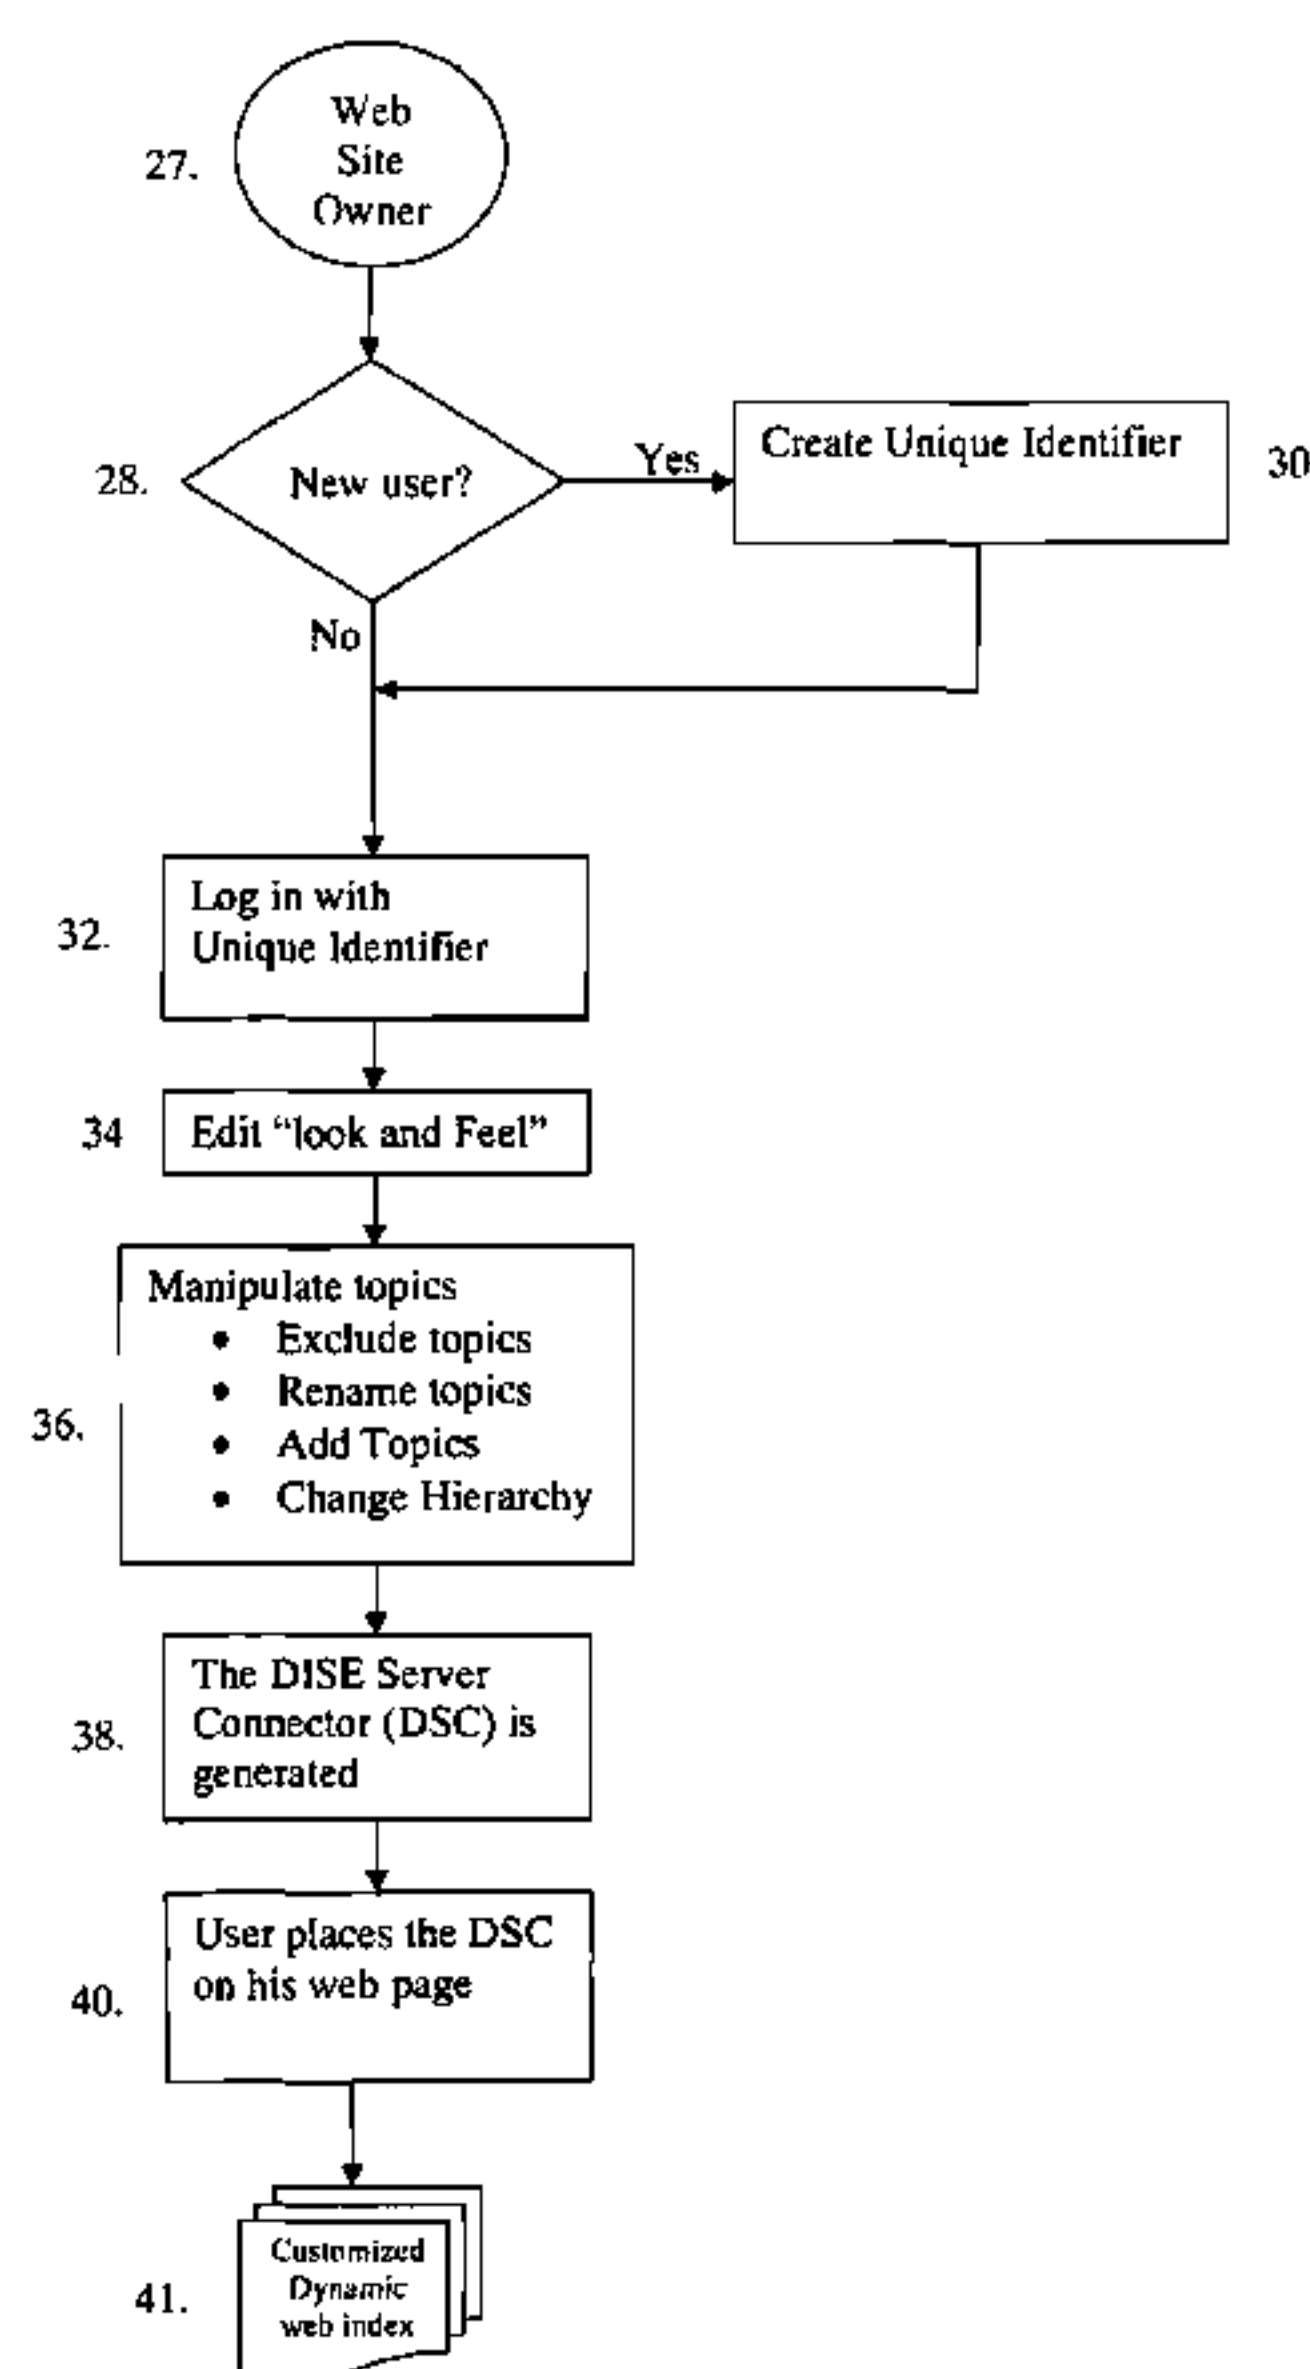 27.
Web
Site
Owner
28.
New user?
Yes
Create Unique Identifier
30
No
32.
Log in with
Unique Identifier
34
Edit “look and Feel”
36.
Manipulate topics
• Exclude topics
• Rename topics
• Add Topics
• Change Hierarchy
38.
The DISE Server
Connector (DSC) is
generated
40.
User places the DSC
on his web page
41.
Customized
Dynamic
web index